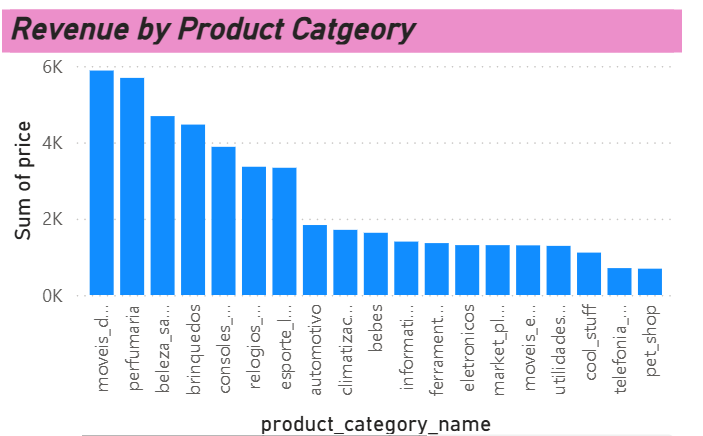 Revenue by Product Catgeory
6K
4K
2K
0K
Sum of price
moveis_d...
perfumaria
beleza_sa...
brinquedos
consoles_...
relogios_...
esporte_l...
automotivo
climatizac...
bebes
informati...
ferrament...
eletronicos
market_pl...
moveis_e...
utilidades...
cool_stuff
telefonia_...
pet_shop
product_category_name